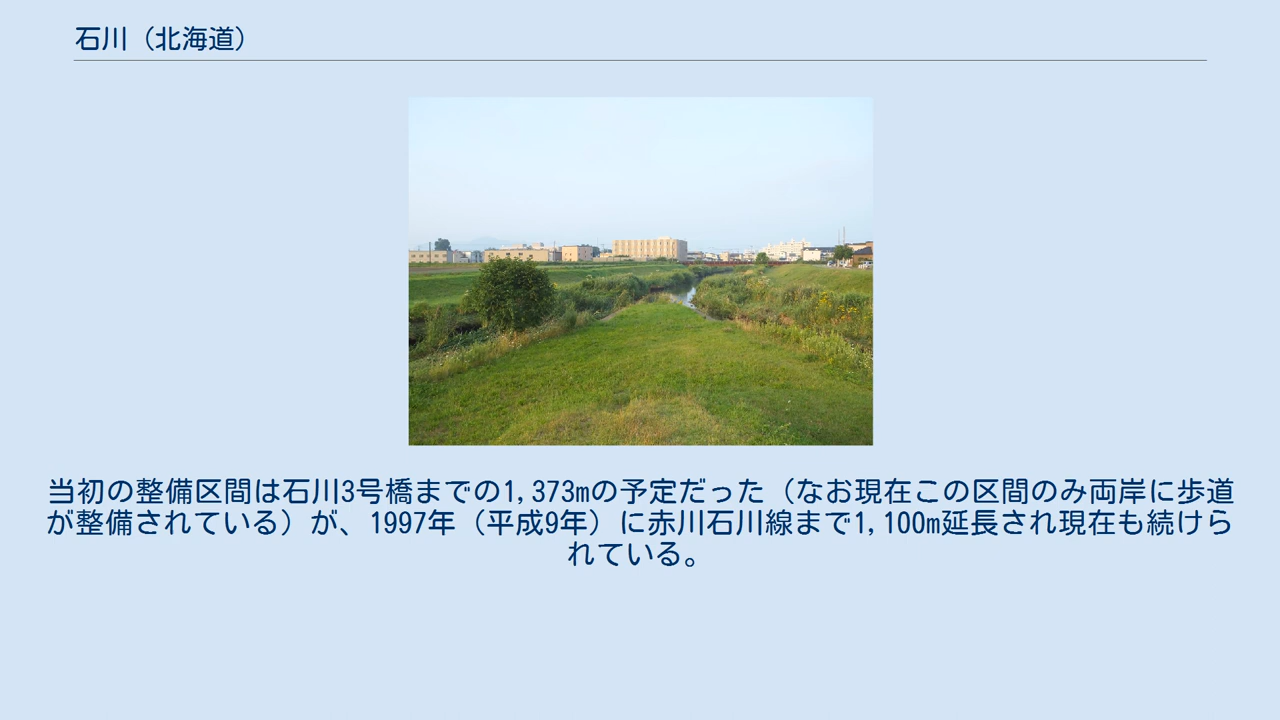 石川（北海道）
当初の整備区間は石川3号橋までの1,373mの予定だった（なお現在この区間のみ両岸に歩道
が整備されている）が、1997年（平成9年）に赤川石川線まで1,100m延長され現在も続けら
れている。